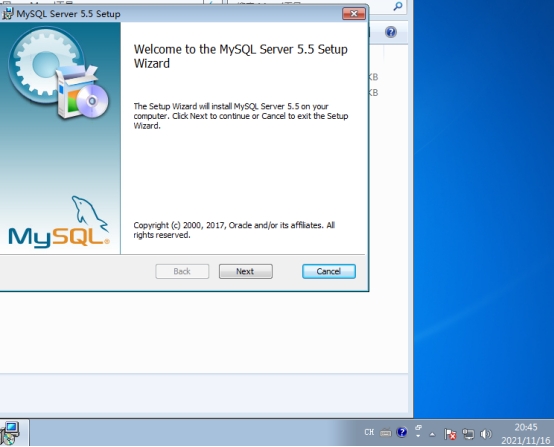 MySQL Server 5.5 Setup
Welcome to the MySQL Server 5.5 Setup
Wizard
KB
KB
The Setup Wizard will install MySQL Server 5.5 on your
computer. Click Next to continue or Cancel to exit the Setup
Wizard.
MySQL
Copyright (c) 2000, 2017, Oracle and/or its affiliates. All
rights reserved.
Back
Next
Cancel
CH
20:45
2021/11/16